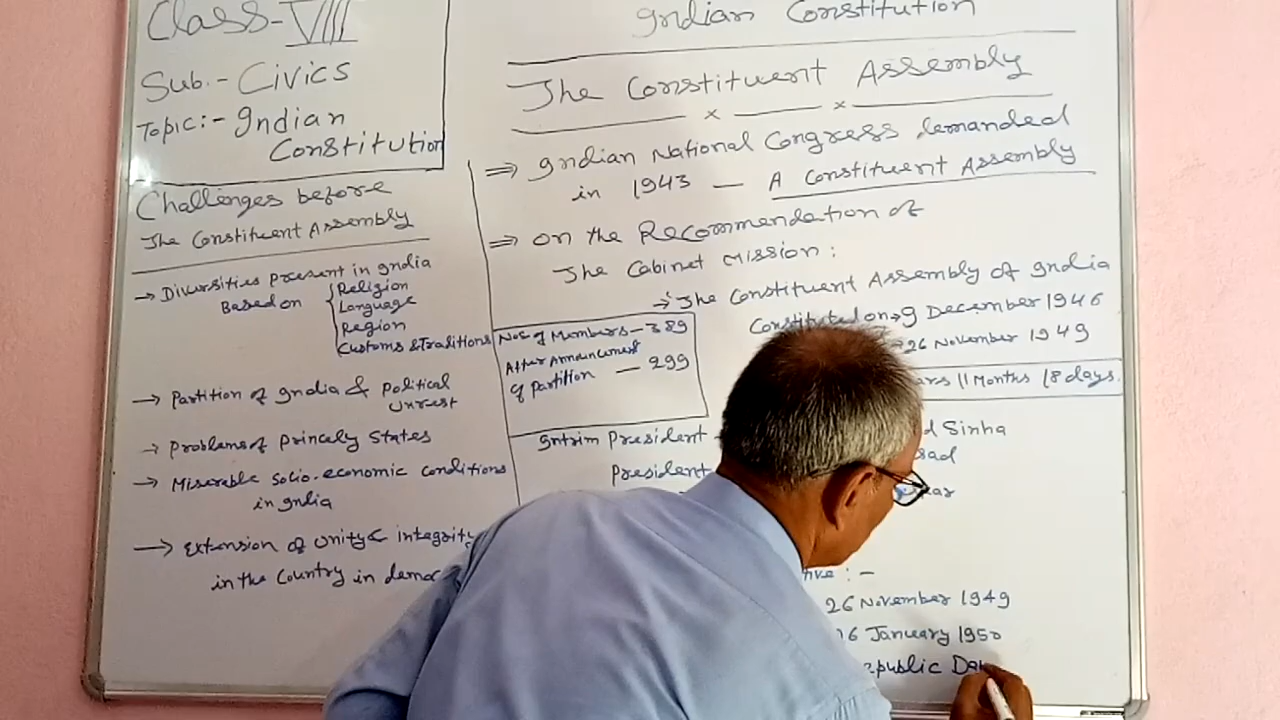 Class-VIII
Sub.- Civics
Topic:- Indian
Constitution
Challenges before
The Constituent Assembly
→ Diversities present in India
Based on
Religion
Language
Region
Customs & Traditions
→ Partition of India & Political
Unrest
→ Problems of Princely States
→ Miserable Socio-economic conditions
in India
→ Extension of Unity & integrity
in the Country in democ
Indian Constitution
The Constituent Assembly
⇒ Indian National Congress demanded
in 1943 — A Constituent Assembly
⇒ On the Recommendation of
The Cabinet Mission:
→ The Constituent Assembly of India
Constituted on → 9 December 1946
26 November 1949
11 Months 18 days.
Nos of Members - 389
After Announcement
of partition — 299
Intrim President
d Sinha
President
sad
26 November 1949
January 1950
epublic Da